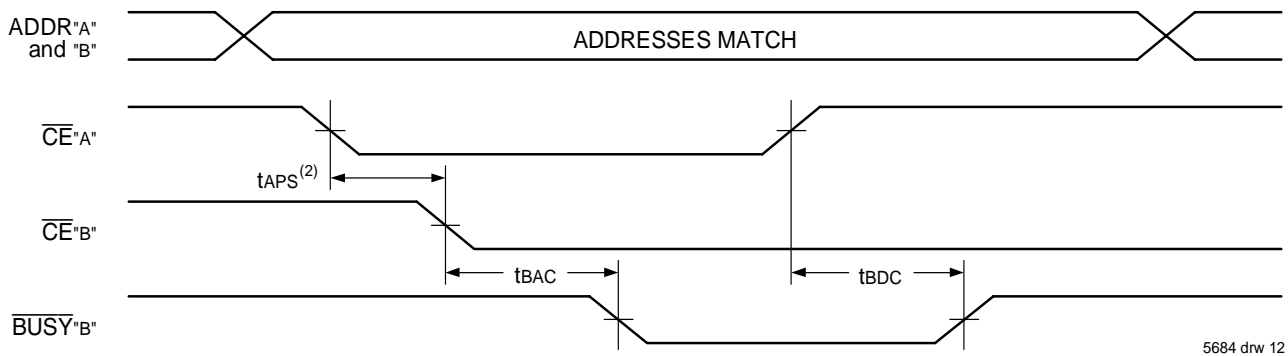 ADDR"A"
and "B"
ADDRESSES MATCH
CE"A"
tAPS(2)
CE"B"
tBAC
tBDC
BUSY"B"
5684 drw 12